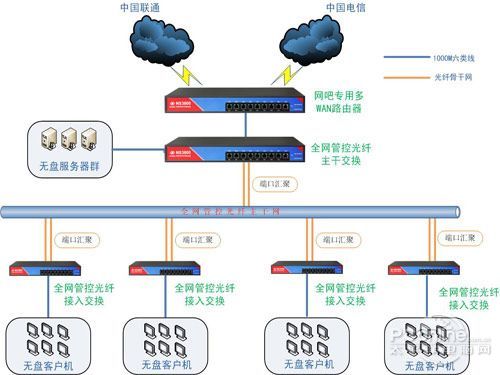 中国联通
中国电信
1000M六类线
光纤骨干网
网吧专用多
WAN路由器
全网管控光纤
主干交换
无盘服务器群
端口汇聚
全网管控光纤主干网
端口汇聚
端口汇聚
端口汇聚
端口汇聚
全网管控光纤
接入交换
全网管控光纤
接入交换
全网管控光纤
接入交换
全网管控光纤
接入交换
无盘客户机
无盘客户机
无盘客户机
无盘客户机